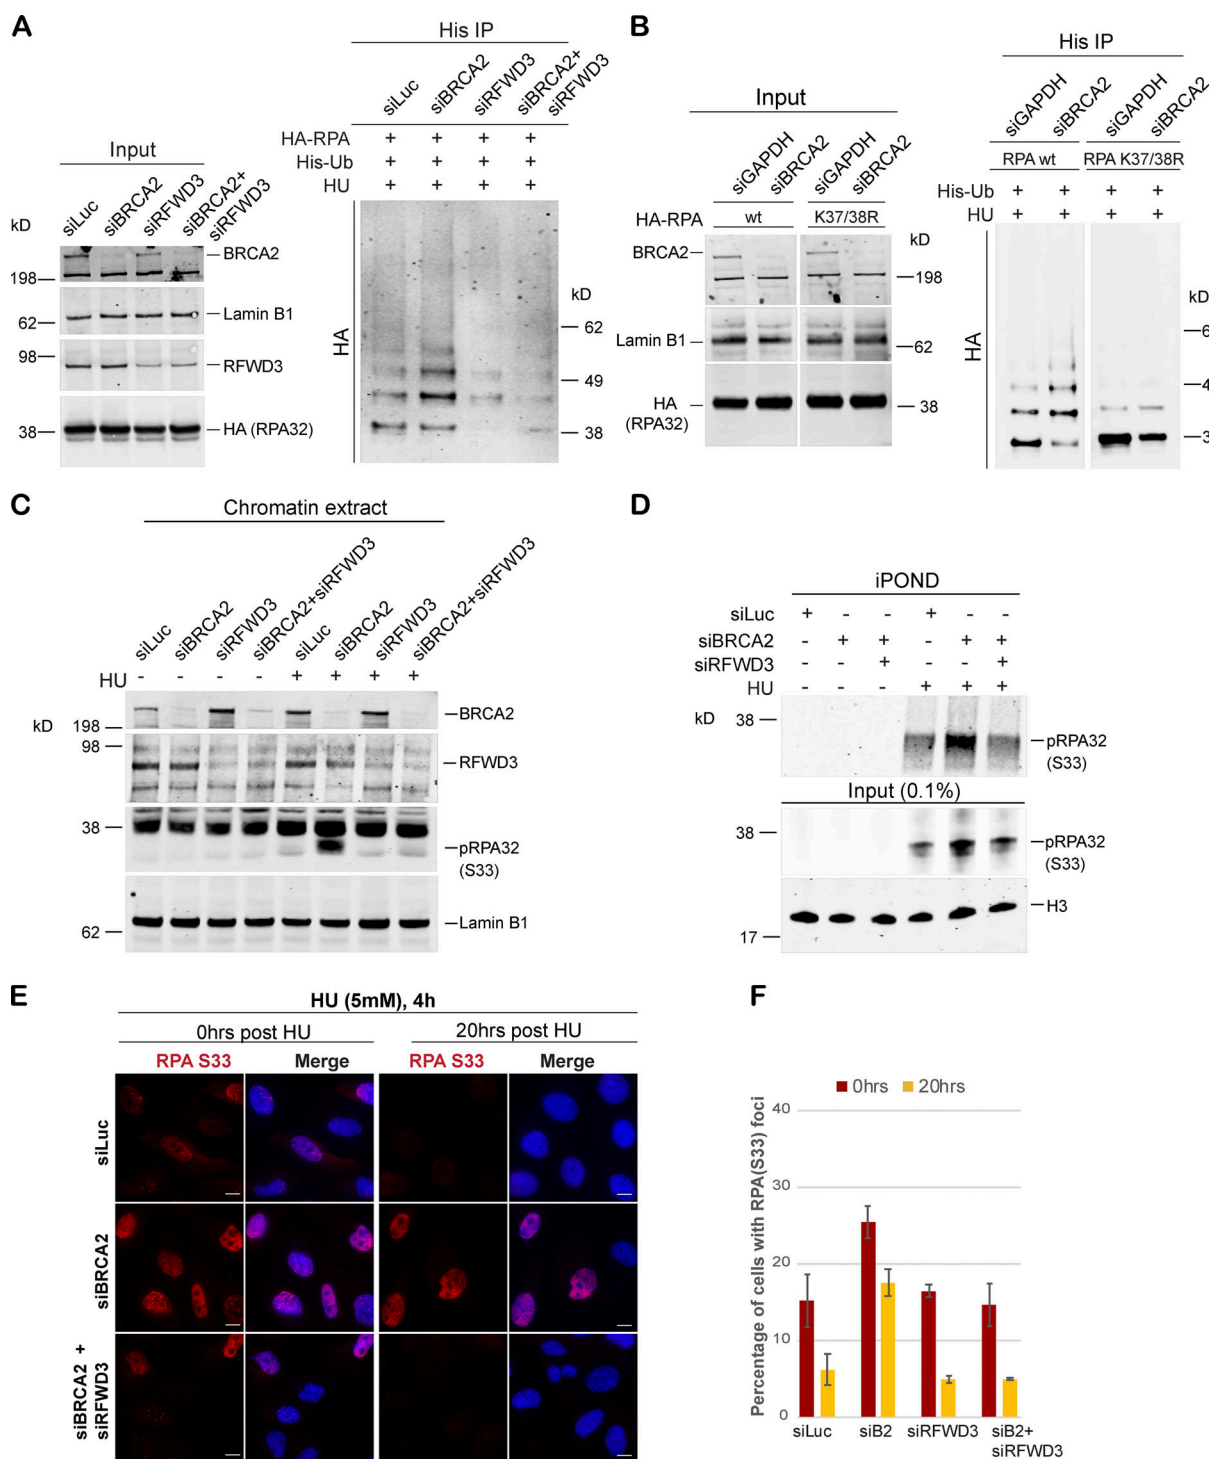 A
Input
siLuc
siBRCA2
siRFWD3
siBRCA2+
siRFWD3
kD
BRCA2
198
Lamin B1
62
98
RFWD3
HA (RPA32)
38
His IP
siLuc
siBRCA2
siRFWD3
siBRCA2+
siRFWD3
HA-RPA + + + +
His-Ub + + + +
HU + + + +
HA
kD
62
49
38
B
Input
siGAPDH
siBRCA2
siGAPDH
siBRCA2
HA-RPA wt K37/38R
kD
BRCA2
198
Lamin B1
62
HA
(RPA32)
38
His IP
siGAPDH
siBRCA2
siGAPDH
siBRCA2
RPA wt RPA K37/38R
His-Ub + + + +
HU + + + +
HA
kD
6
4
3
C
Chromatin extract
siLuc
siBRCA2
siRFWD3
siBRCA2+siRFWD3
siLuc
siBRCA2
siRFWD3
siBRCA2+siRFWD3
HU - - - - + + + +
kD
BRCA2
198
98
RFWD3
38
pRPA32
(S33)
Lamin B1
62
D
iPOND
siLuc + - - + - -
siBRCA2 - + + - + +
siRFWD3 - - + - - +
HU - - - + + +
kD
38
pRPA32
(S33)
Input (0.1%)
38
pRPA32
(S33)
H3
17
E
HU (5mM), 4h
0hrs post HU 20hrs post HU
RPA S33 Merge RPA S33 Merge
siLuc
siBRCA2
siBRCA2 +
siRFWD3
F
0hrs 20hrs
Percentage of cells with RPA(S33) foci
40
30
20
10
0
siLuc siB2 siRFWD3 siB2+
siRFWD3